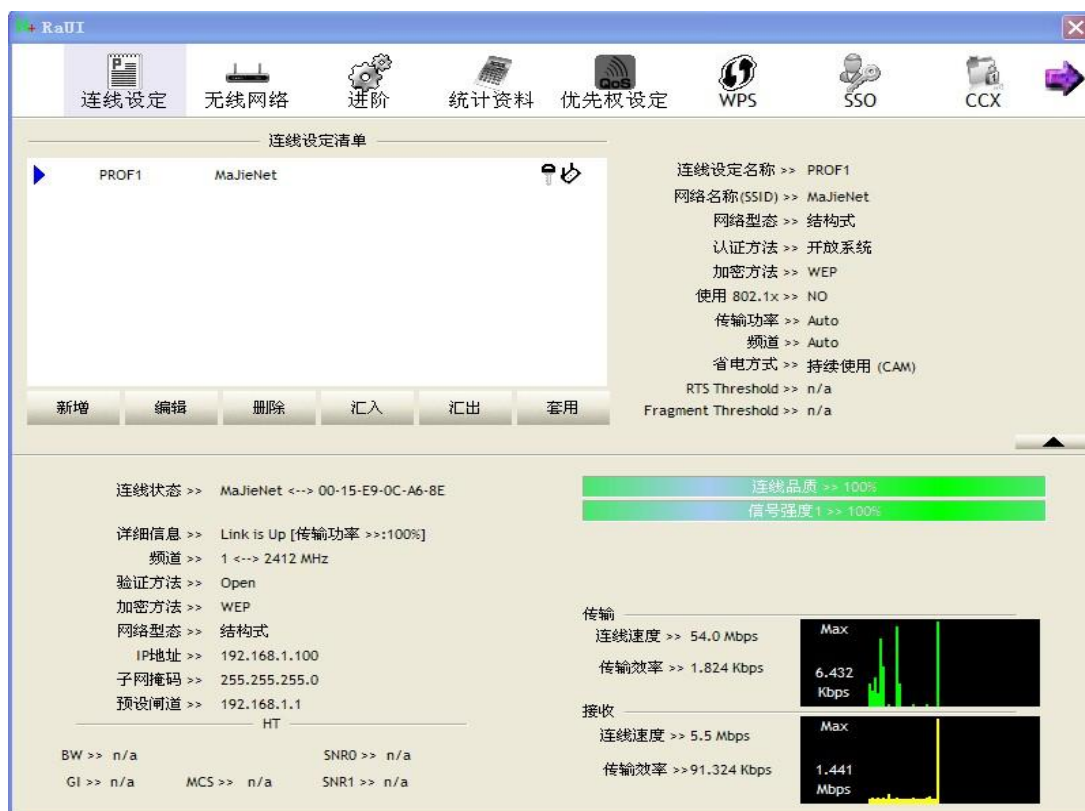 RaUI
连线设定 无线网络 进阶 统计资料 QoS 优先权设定 WPS SSO CCX
连线设定清单
PROF1 MaJieNet
新增 编辑 删除 汇入 汇出 套用
连线设定名称 >> PROF1
网络名称(SSID) >> MaJieNet
网络型态 >> 结构式
认证方法 >> 开放系统
加密方法 >> WEP
使用 802.1x >> NO
传输功率 >> Auto
频道 >> Auto
省电方式 >> 持续使用 (CAM)
RTS Threshold >> n/a
Fragment Threshold >> n/a
连线状态 >> MaJieNet <--> 00-15-E9-0C-A6-8E
详细信息 >> Link is Up [传输功率 >>:100%]
频道 >> 1 <--> 2412 MHz
验证方法 >> Open
加密方法 >> WEP
网络型态 >> 结构式
IP地址 >> 192.168.1.100
子网掩码 >> 255.255.255.0
预设闸道 >> 192.168.1.1
HT
BW >> n/a SNR0 >> n/a
GI >> n/a MCS >> n/a SNR1 >> n/a
连线品质 >> 100%
信号强度1 >> 100%
传输
连线速度 >> 54.0 Mbps
传输效率 >> 1.824 Kbps
Max
6.432
Kbps
接收
连线速度 >> 5.5 Mbps
传输效率 >>91.324 Kbps
Max
1.441
Mbps